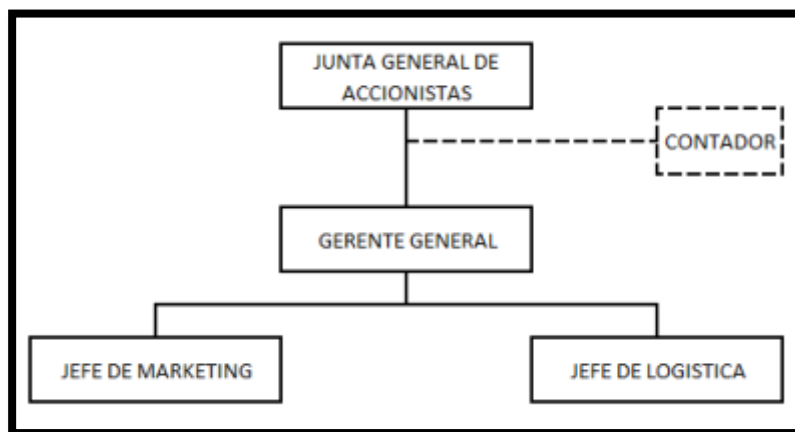 JUNTA GENERAL DE
ACCIONISTAS
CONTADOR
GERENTE GENERAL
JEFE DE MARKETING
JEFE DE LOGISTICA